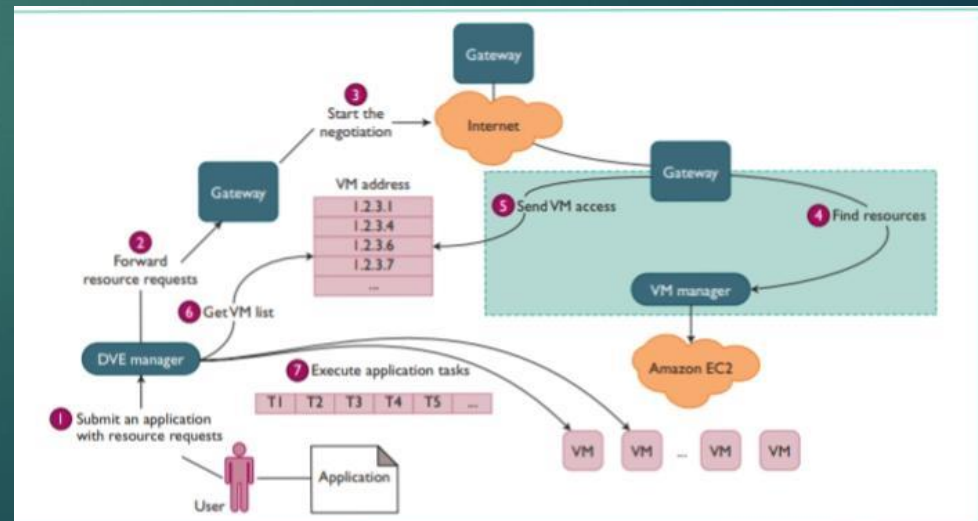 Gateway
3
Start the
negotiation
Internet
Gateway
Gateway
VM address
1.2.3.1
1.2.3.4
1.2.3.6
1.2.3.7
...
5 Send VM access
4 Find resources
2
Forward
resource requests
6 Get VM list
VM manager
DVE manager
7 Execute application tasks
Amazon EC2
T1 T2 T3 T4 T5 ...
1 Submit an application
with resource requests
VM VM ... VM VM
Application
User